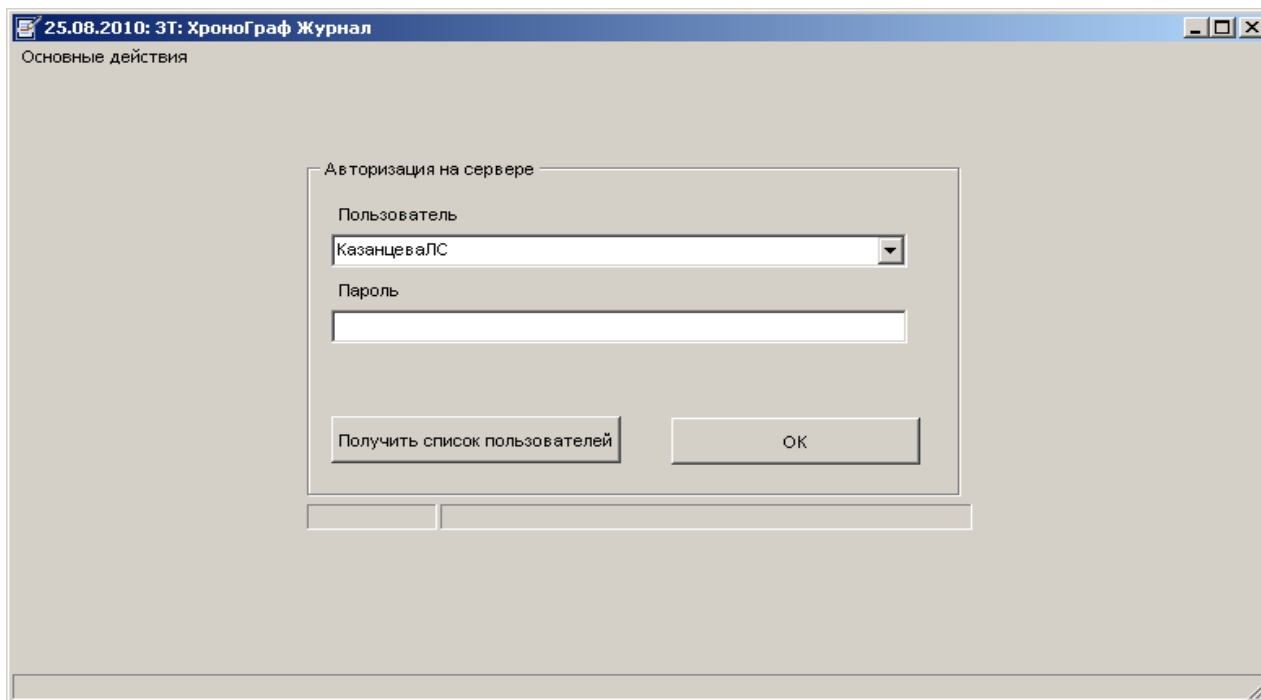 25.08.2010: 3Т: ХроноГраф Журнал
Основные действия
Авторизация на сервере
Пользователь
КазанцеваЛС
Пароль
Получить список пользователей
ОК